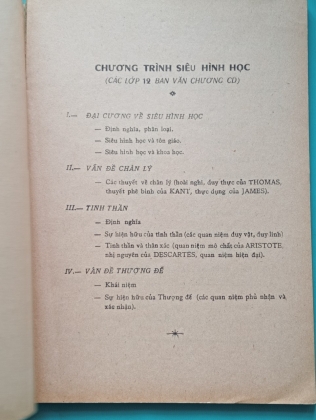 CHƯƠNG TRÌNH SIÊU HÌNH HỌC
(CÁC LỚP 12 BAN VĂN CHƯƠNG CD)
I.— ĐẠI CƯƠNG VỀ SIÊU HÌNH HỌC
— Định nghĩa, phân loại.
— Siêu hình học và tôn giáo.
— Siêu hình học và khoa học.
II.— VẤN ĐỀ CHÂN LÝ
— Các thuyết về chân lý (hoài nghi, duy thực của THOMAS,
thuyết phê bình của KANT, thực dụng của JAMES).
III.— TINH THẦN
— Định nghĩa
— Sự hiện hữu của tinh thần (các quan niệm duy vật, duy linh)
— Tinh thần và thân xác (quan niệm mô chất của ARISTOTE,
nhị nguyên của DESCARTES, quan niệm hiện đại).
IV.— VẤN ĐỀ THƯỢNG ĐẾ
— Khái niệm
— Sự hiện hữu của Thượng đế (các quan niệm phủ nhận và
xác nhận).